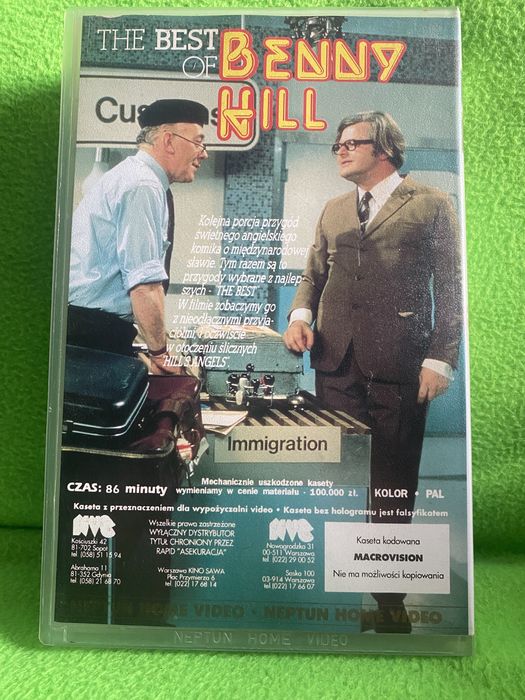 THE BEST
OF
BENNY
HILL
Customs
Kolejna porcja przygód
świetnego angielskiego
komika o międzynarodowej
sławie. Tym razem są to
przygody wybrane z najlep-
szych - "THE BEST".
W filmie zobaczymy go
z nieodłącznymi przyja-
ciółmi, i oczywiście
w otoczeniu ślicznych
"HILL'S ANGELS".
Immigration
CZAS: 86 minuty
Mechanicznie uszkodzone kasety
wymieniamy w cenie materiału - 100.000 zł.
KOLOR • PAL
Kaseta z przeznaczeniem dla wypożyczalni video • Kaseta bez hologramu jest falsyfikatem
Kościuszki 42
81-702 Sopot
tel. (058) 51 15 94
Abrahama 11
81-352 Gdynia
tel. (058) 21 68 70
Wszelkie prawa zastrzeżone
WYŁĄCZNY DYSTRYBUTOR
TYTUŁ CHRONIONY PRZEZ
RAPID "ASEKURACJA"
Warszawa KINO SAWA
Plac Przymierza 6
tel. (022) 17 68 14
Nowogrodzka 31
00-511 Warszawa
tel. (022) 29 00 52
Saska 100
03-914 Warszawa
tel (022) 17 66 07
Kaseta kodowana
MACROVISION
Nie ma możliwości kopiowania
N HOME VIDEO • NEPTUN HOME VIDEO •
NEPTUN HOME VIDEO